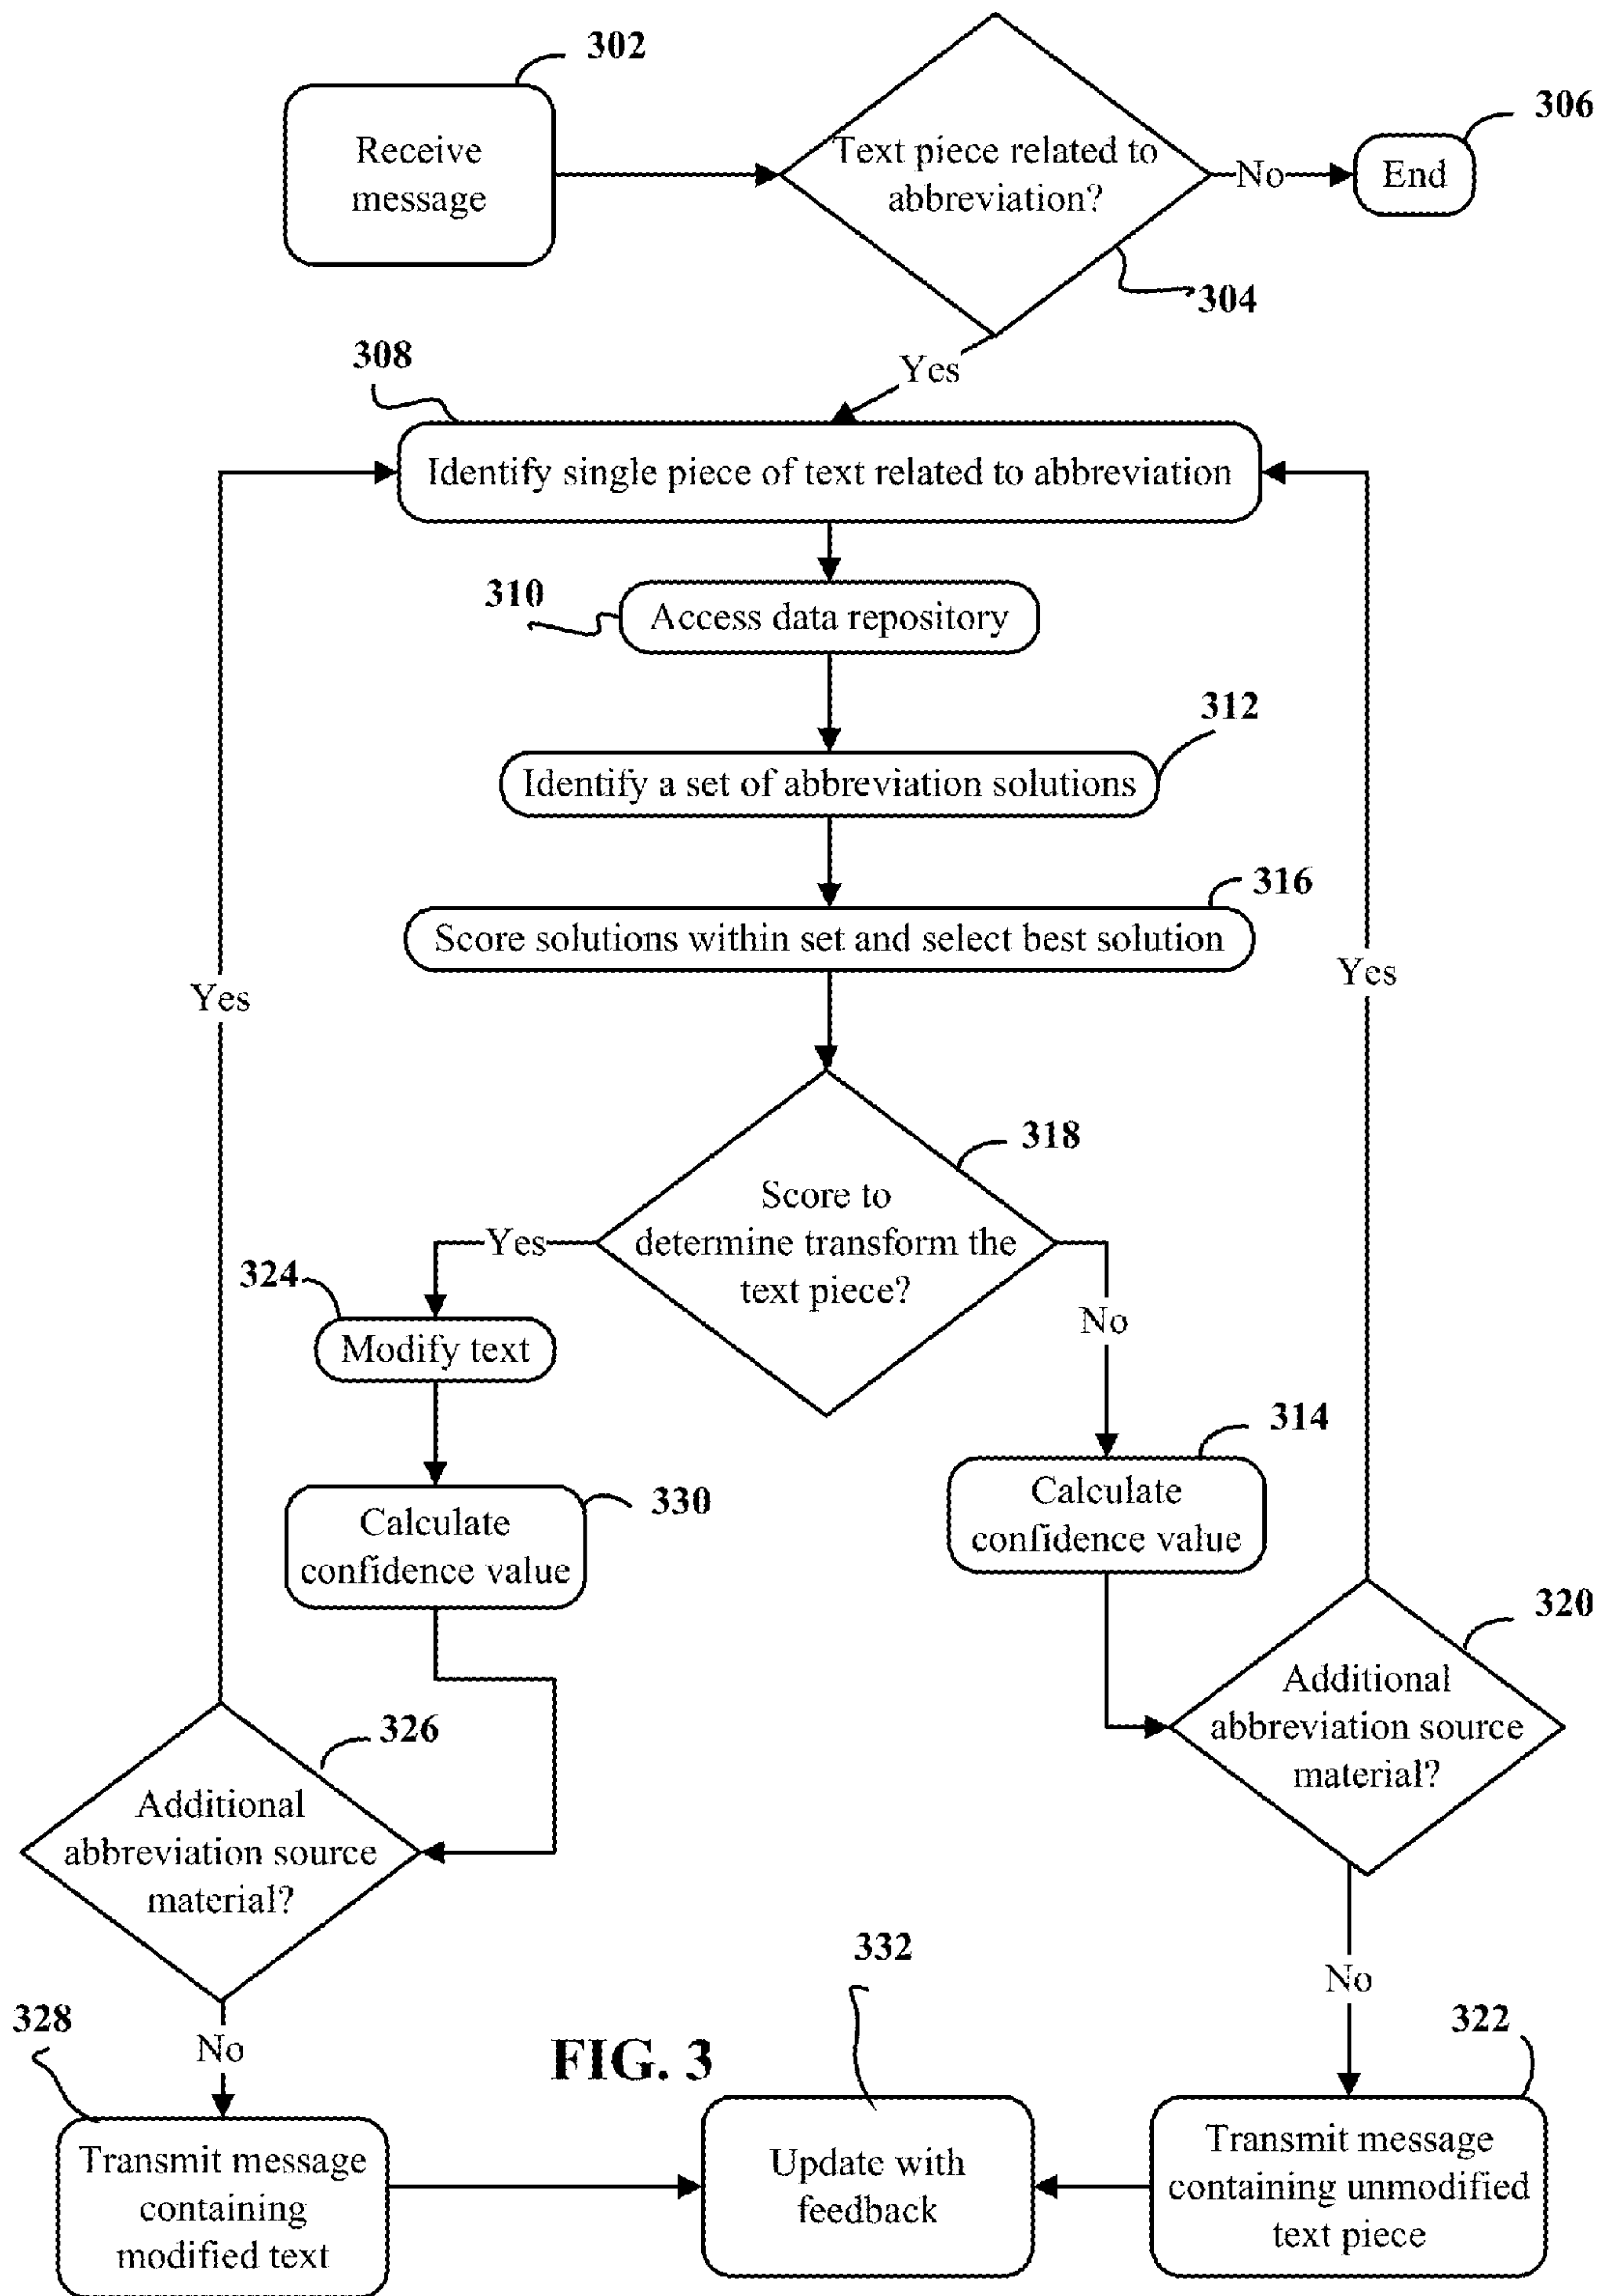 302
Receive
message
Text piece related to
abbreviation?
304
No
End
306
Yes
308
Identify single piece of text related to abbreviation
310
Access data repository
312
Identify a set of abbreviation solutions
316
Score solutions within set and select best solution
Yes
Yes
318
Score to
determine transform the
text piece?
Yes
No
324
Modify text
314
Calculate
confidence value
330
Calculate
confidence value
320
Additional
abbreviation source
material?
326
Additional
abbreviation source
material?
332
No
No
328
FIG. 3
322
Transmit message
containing
modified text
Update with
feedback
Transmit message
containing unmodified
text piece